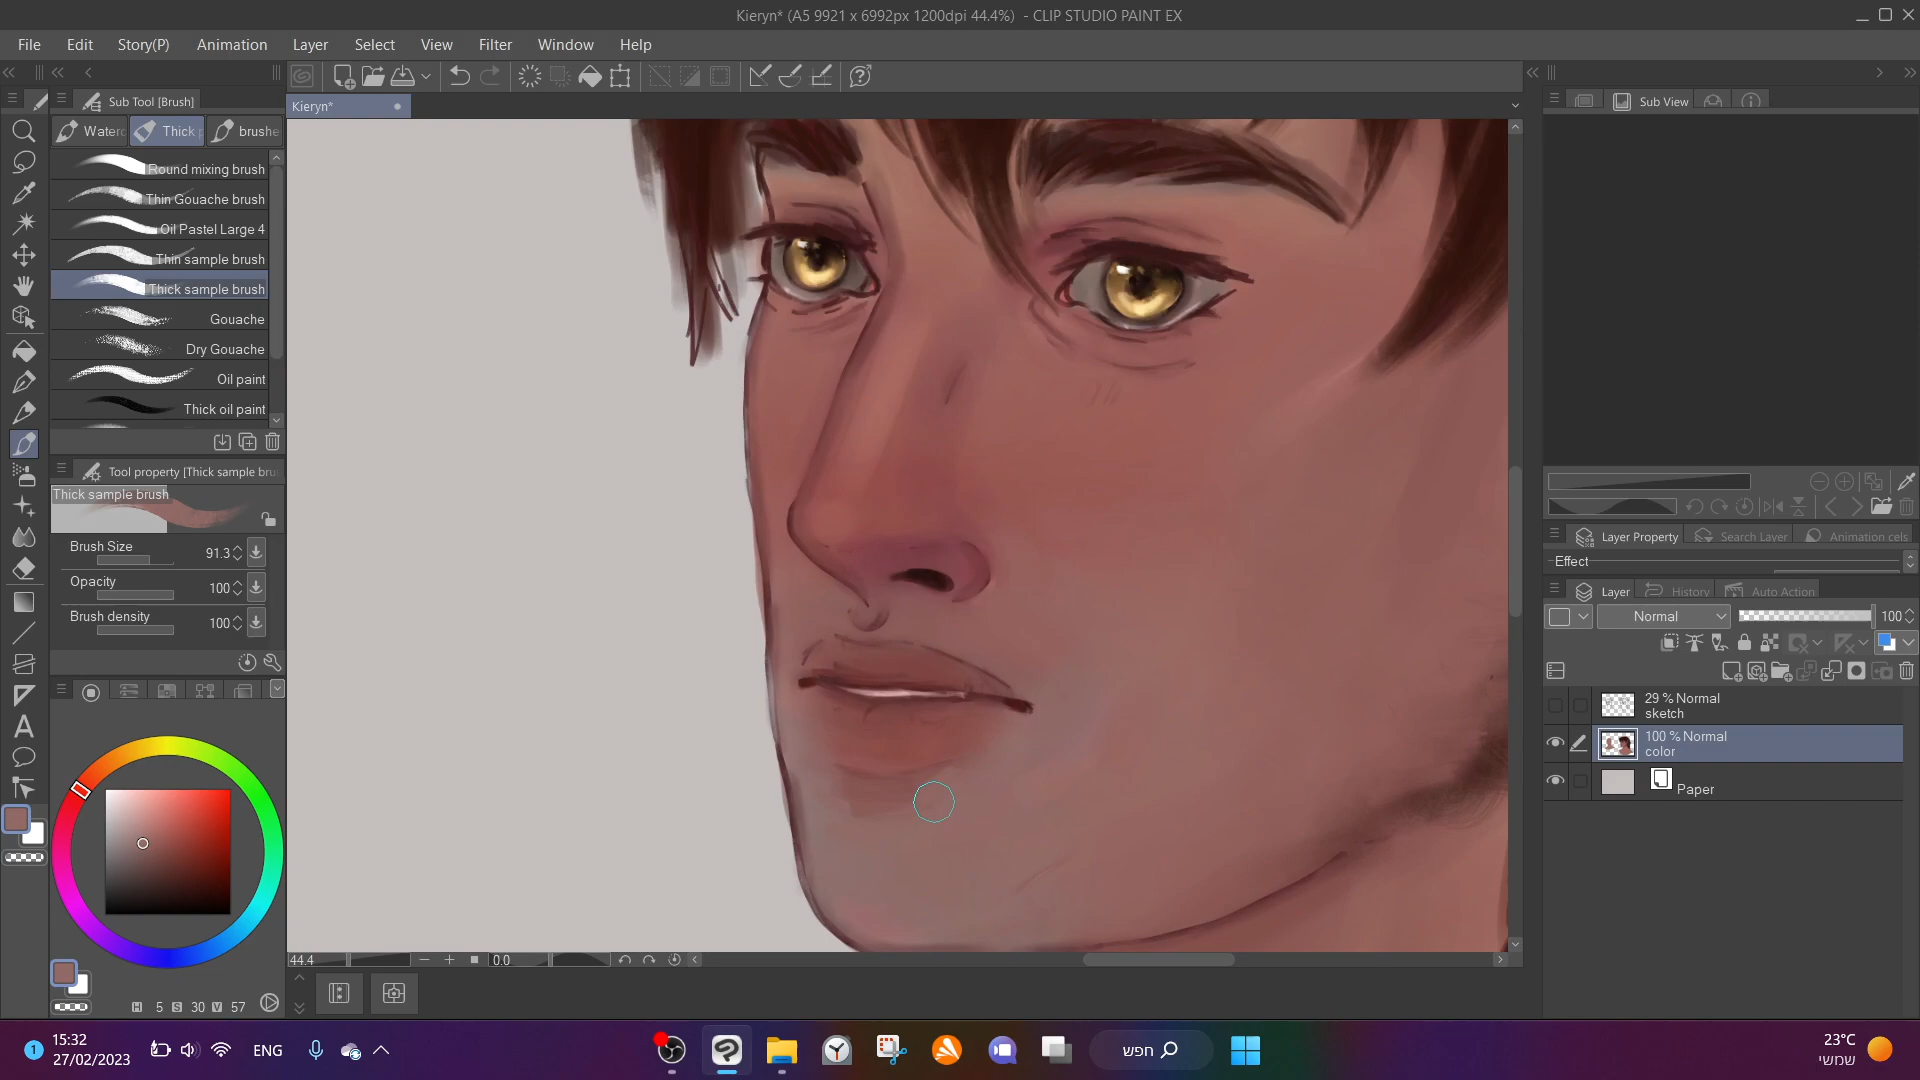 Kieryn* (A5 9921 x 6992px 1200dpi 44.4%) - CLIP STUDIO PAINT EX
File Edit Story(P) Animation Layer Select View Filter Window Help
Sub Tool [Brush]
Kieryn*
Sub View
Thick
brushe
Round mixing brush
Thin Gouache brush
Oil Pastel Large 4
Thin sample brush
Thick sample brush
Gouache
Dry Gouache
Oil paint
Thick oil paint
Tool property [Thick sample bru
Thick sample brush
Brush Size 91.3
Opacity 100
Brush density 100
Layer Property Search Layer Animation cels
Effect
Layer History Auto Action
Normal 100
29 % Normal
sketch
100 % Normal
color
Paper
44.4 0.0
H 5 S 30 V 57
1
15:32
27/02/2023
ENG
חפש
23°C
שמשי